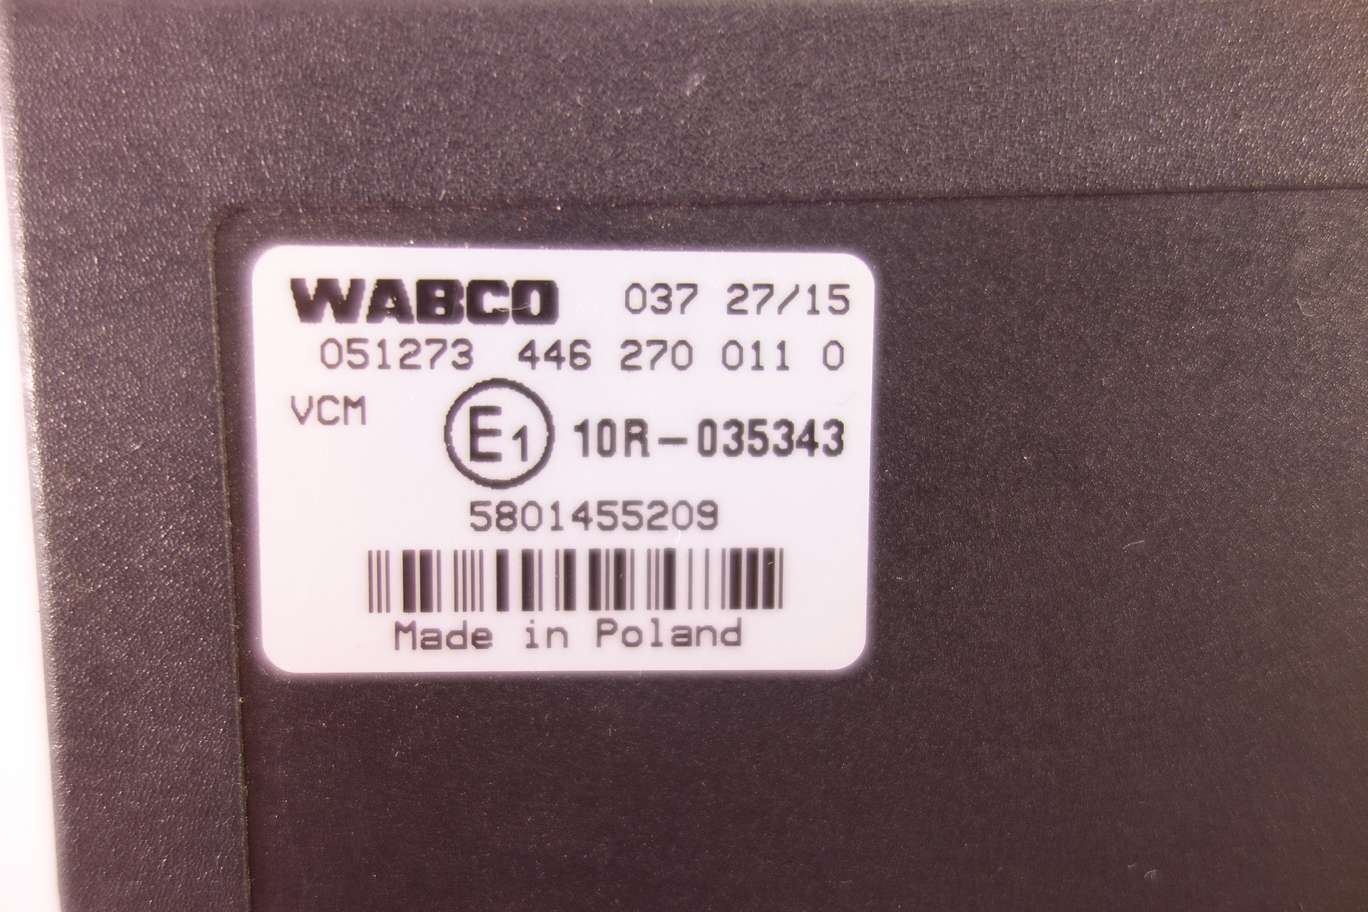 WABCO 037 27/15
051273 446 270 011 0
VCM E1 10R-035343
5801455209
Made in Poland